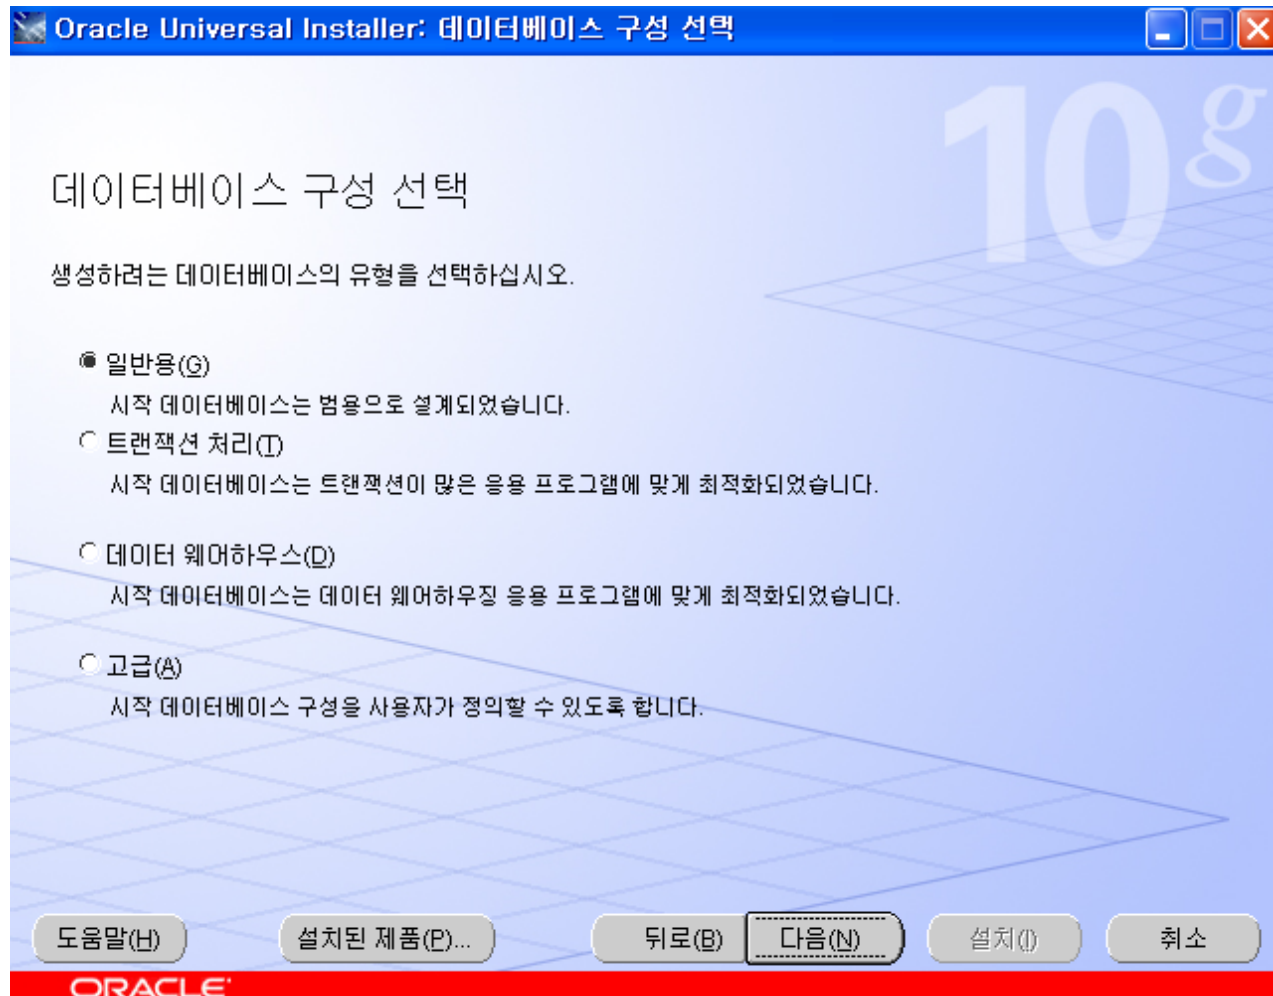 Oracle Universal Installer: 데이터베이스 구성 선택
10g
데이터베이스 구성 선택
생성하려는 데이터베이스의 유형을 선택하십시오.
일반용(G)
시작 데이터베이스는 범용으로 설계되었습니다.
트랜잭션 처리(T)
시작 데이터베이스는 트랜잭션이 많은 응용 프로그램에 맞게 최적화되었습니다.
데이터 웨어하우스(D)
시작 데이터베이스는 데이터 웨어하우징 응용 프로그램에 맞게 최적화되었습니다.
고급(A)
시작 데이터베이스 구성을 사용자가 정의할 수 있도록 합니다.
도움말(H) 설치된 제품(P)... 뒤로(B) 다음(N) 설치(I) 취소
ORACLE